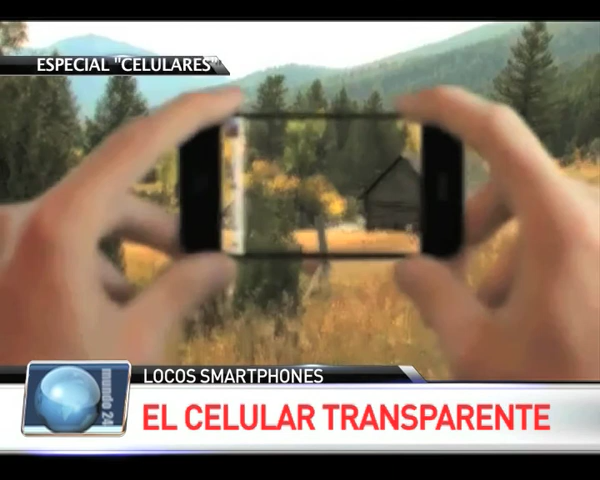 ESPECIAL "CELULARES"
LOCOS SMARTPHONES
mundo 24
EL CELULAR TRANSPARENTE